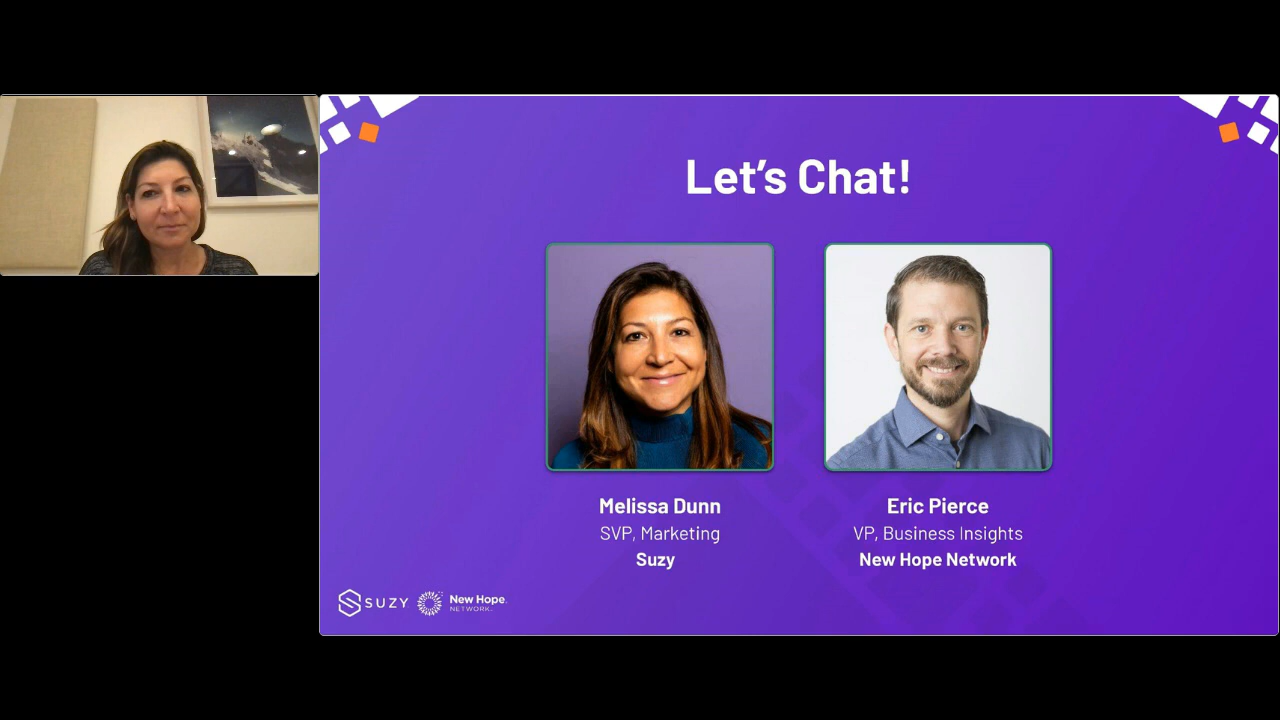 Let's Chat!
Melissa Dunn
SVP, Marketing
Suzy
Eric Pierce
VP, Business Insights
New Hope Network
SUZY
New Hope.
NETWORK.